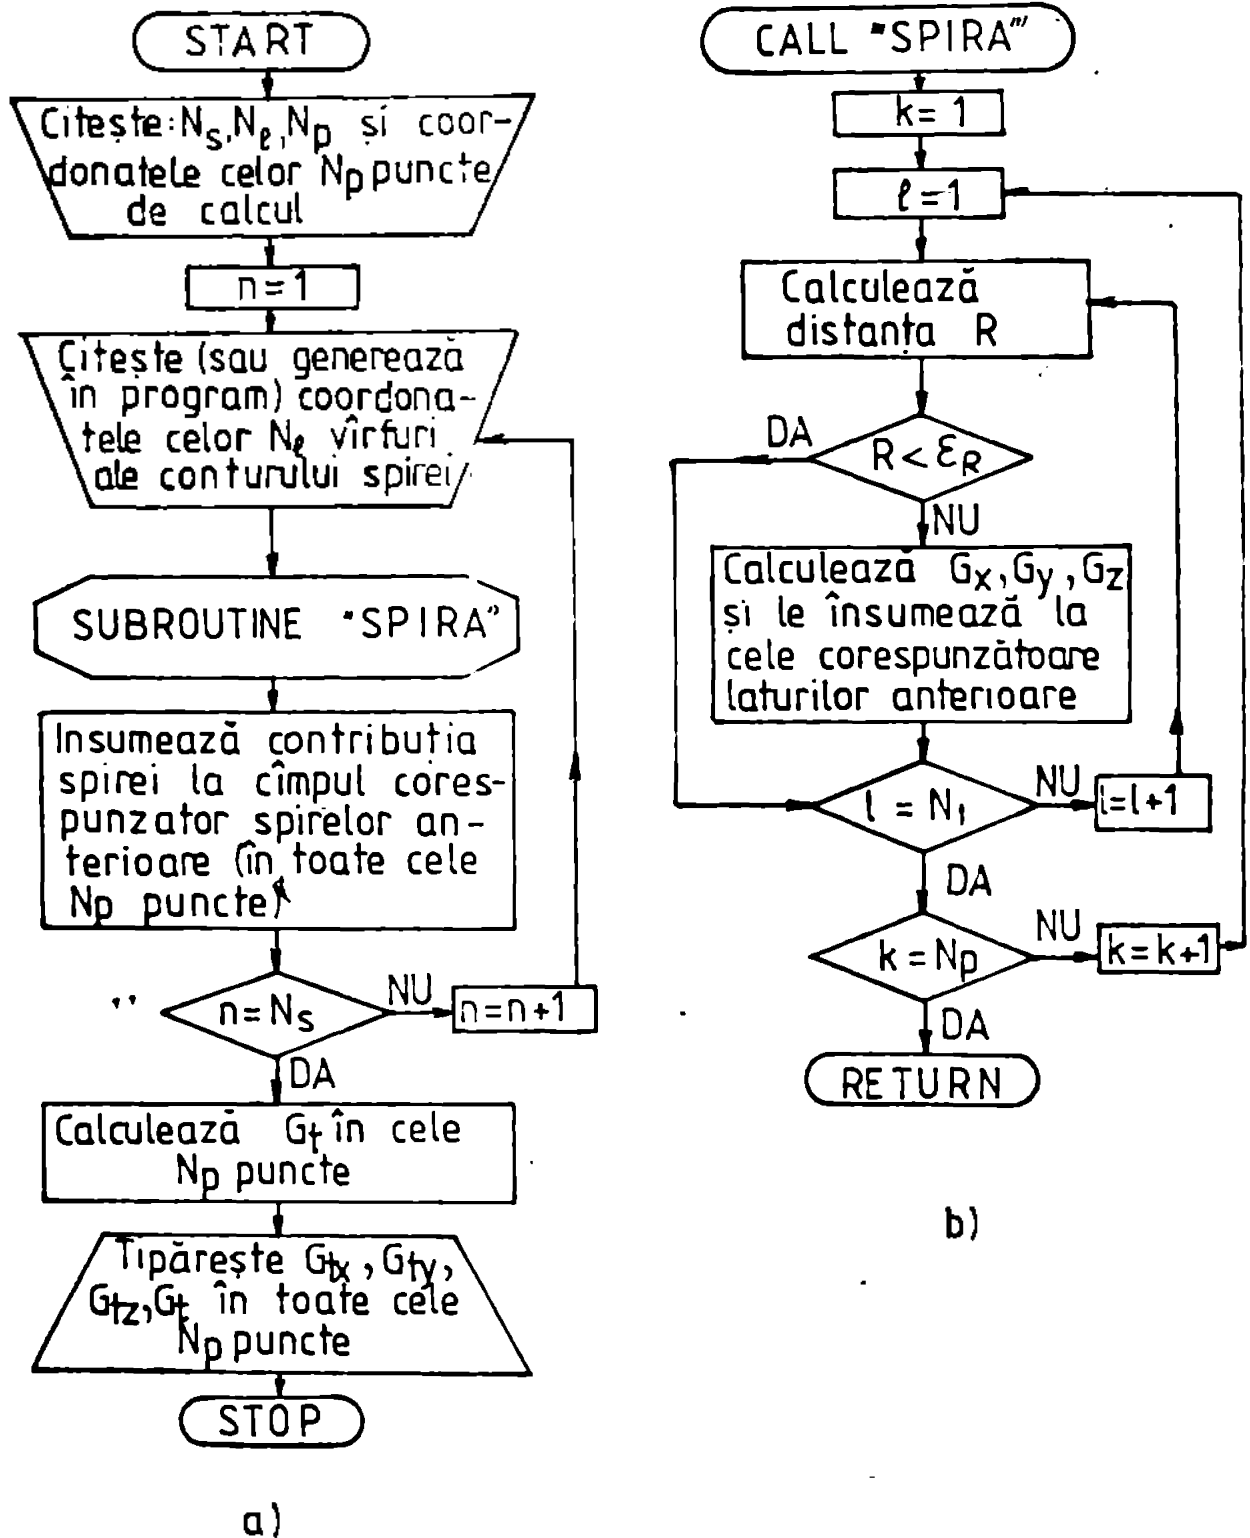 START
Citește: Ns, Nℓ, Np și coor-
donatele celor Np puncte
de calcul
n = 1
Citește (sau generează
în program) coordona-
tele celor Nℓ vîrfuri
ale conturului spirei
SUBROUTINE "SPIRA"
Insumează contribuția
spirei la cîmpul cores-
punzator spirelor an-
terioare (în toate cele
Np puncte)
n = Ns
NU
n = n+1
DA
Calculează Gt în cele
Np puncte
Tipărește Gtx, Gty,
Gtz, Gt în toate cele
Np puncte
STOP
a)
CALL "SPIRA"
k = 1
ℓ = 1
Calculează
distanța R
DA
R < εR
NU
Calculează Gx, Gy, Gz
și le însumează la
cele corespunzătoare
laturilor anterioare
l = Nl
NU
l = l+1
DA
k = Np
NU
k = k+1
DA
RETURN
b)